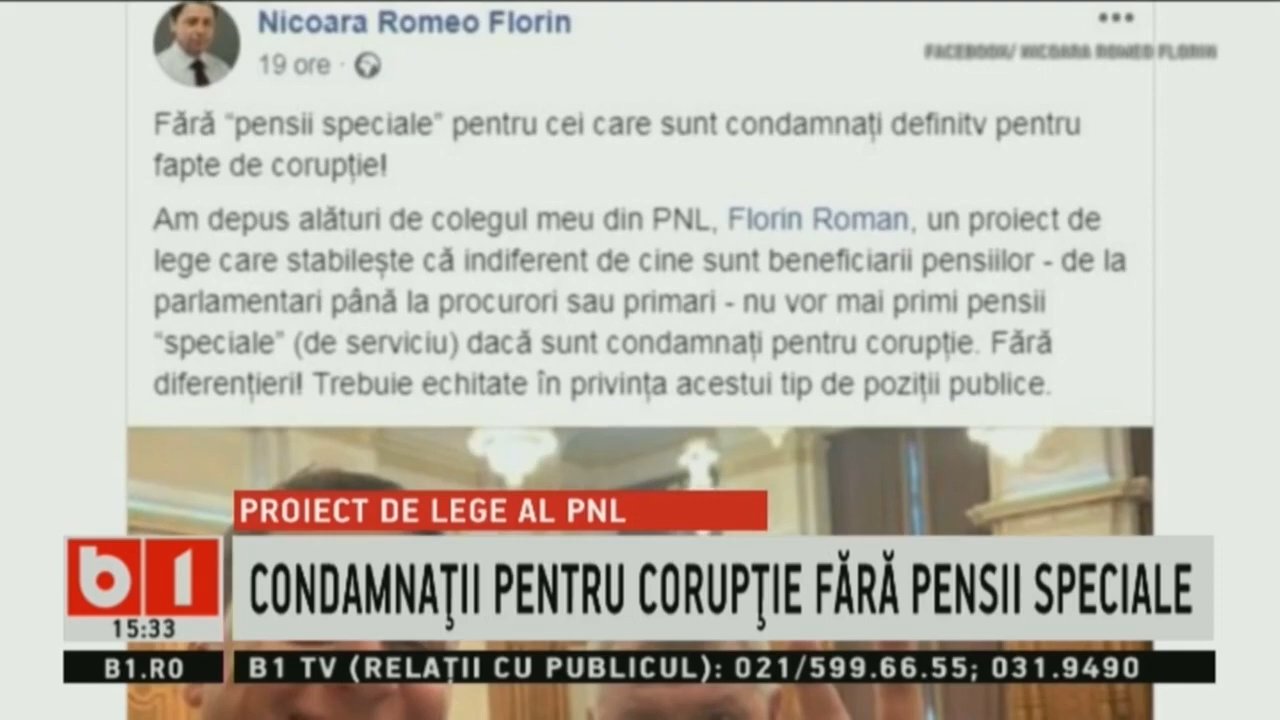 Nicoara Romeo Florin
19 ore ·
FACEBOOK/ NICOARA ROMEO FLORIN
Fără “pensii speciale” pentru cei care sunt condamnați definitv pentru
fapte de corupție!
Am depus alături de colegul meu din PNL, Florin Roman, un proiect de
lege care stabilește că indiferent de cine sunt beneficiarii pensiilor - de la
parlamentari până la procurori sau primari - nu vor mai primi pensii
“speciale” (de serviciu) dacă sunt condamnați pentru corupție. Fără
diferențieri! Trebuie echitate în privința acestui tip de poziții publice.
PROIECT DE LEGE AL PNL
b1
CONDAMNAŢII PENTRU CORUPŢIE FĂRĂ PENSII SPECIALE
15:33
B1.RO
B1 TV (RELAȚII CU PUBLICUL): 021/599.66.55; 031.9490